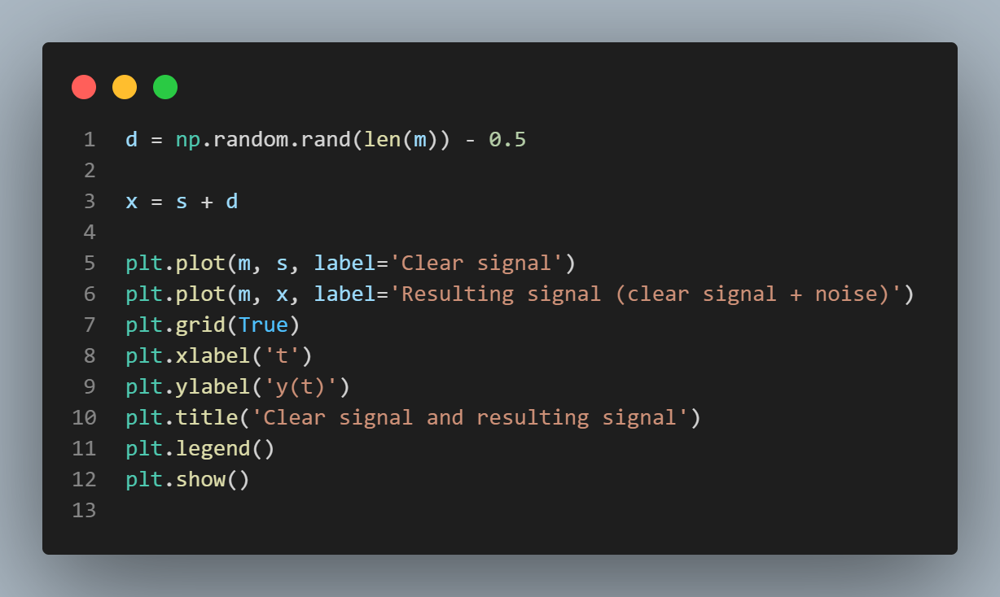 1 d = np.random.rand(len(m)) - 0.5
2
3 x = s + d
4
5 plt.plot(m, s, label='Clear signal')
6 plt.plot(m, x, label='Resulting signal (clear signal + noise)')
7 plt.grid(True)
8 plt.xlabel('t')
9 plt.ylabel('y(t)')
10 plt.title('Clear signal and resulting signal')
11 plt.legend()
12 plt.show()
13